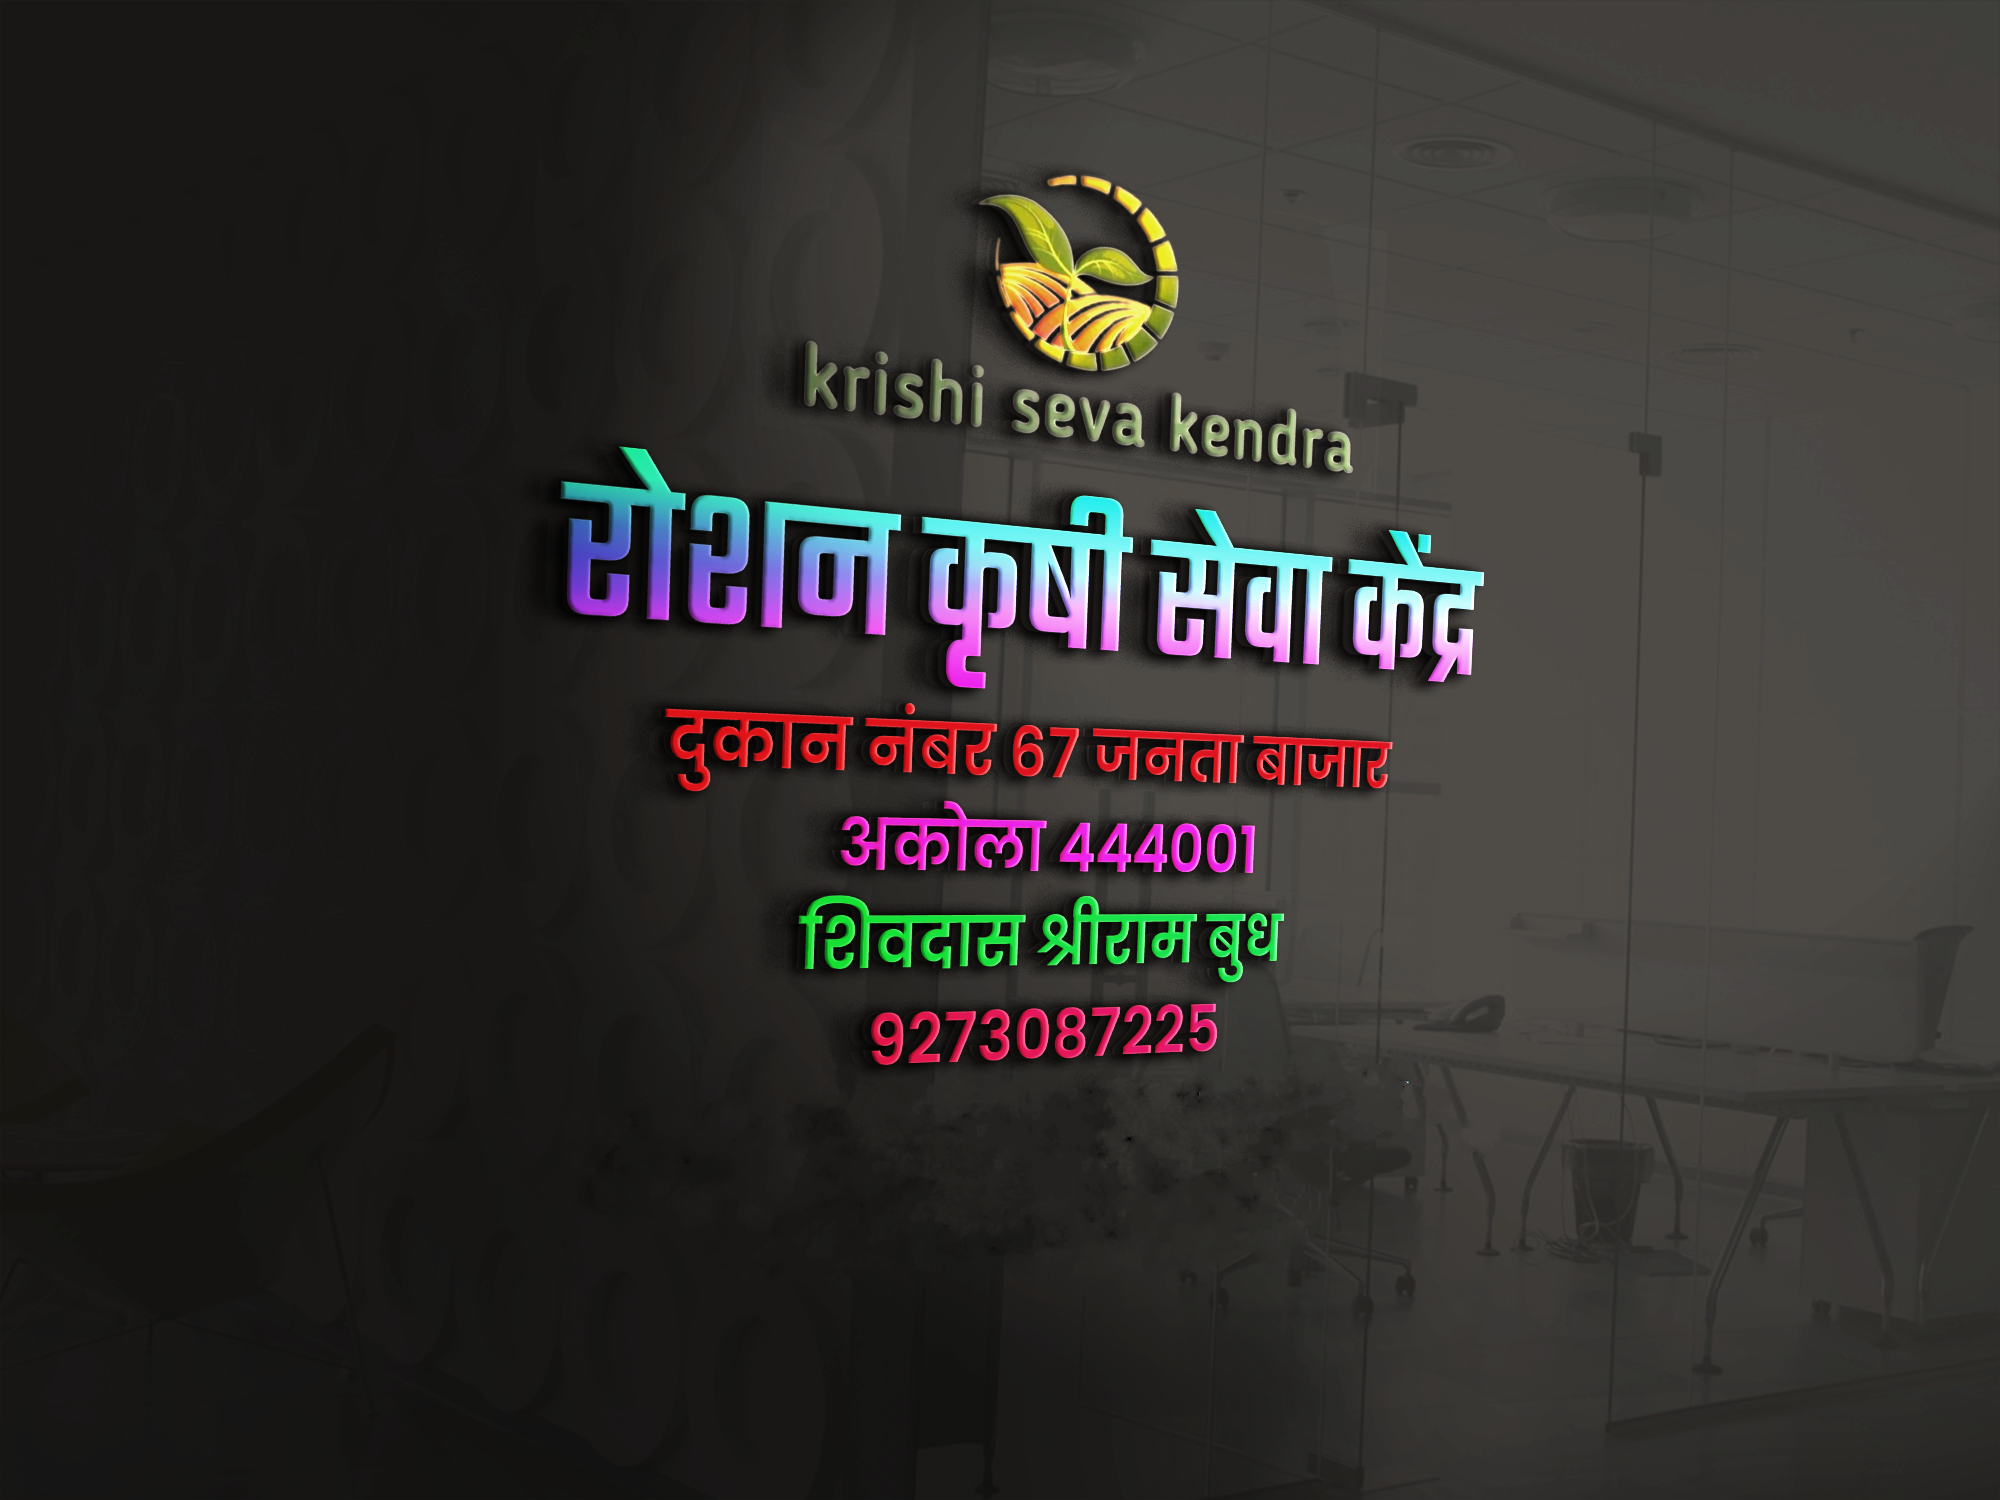 krishi seva kendra
रोशन कृषी सेवा केंद्र
दुकान नंबर 67 जनता बाजार
अकोला 444001
शिवदास श्रीराम बुध
9273087225